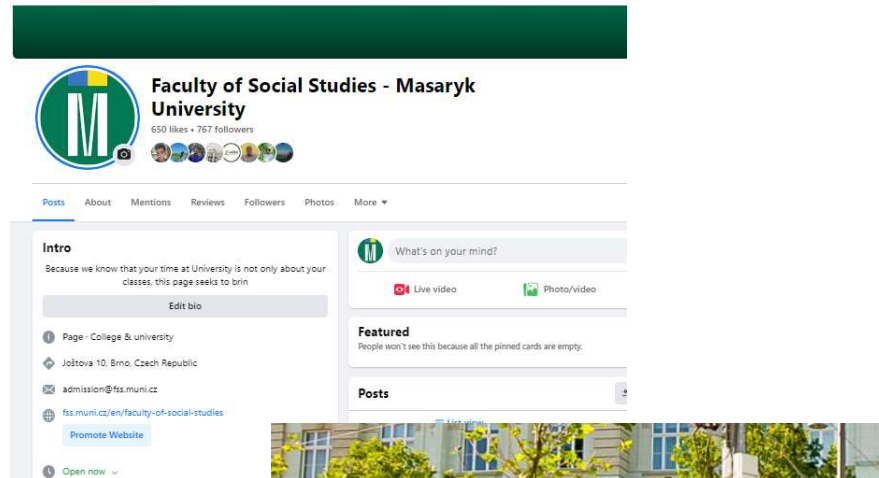 Faculty of Social Studies - Masaryk
University
650 likes • 767 followers
Posts About Mentions Reviews Followers Photos More
Intro
Because we know that your time at University is not only about your
classes, this page seeks to brin
Edit bio
Page · College & university
Joštova 10, Brno, Czech Republic
admission@fss.muni.cz
fss.muni.cz/en/faculty-of-social-studies
Promote Website
Open now
What's on your mind?
Live video Photo/video
Featured
People won't see this because all the pinned cards are empty.
Posts
List view